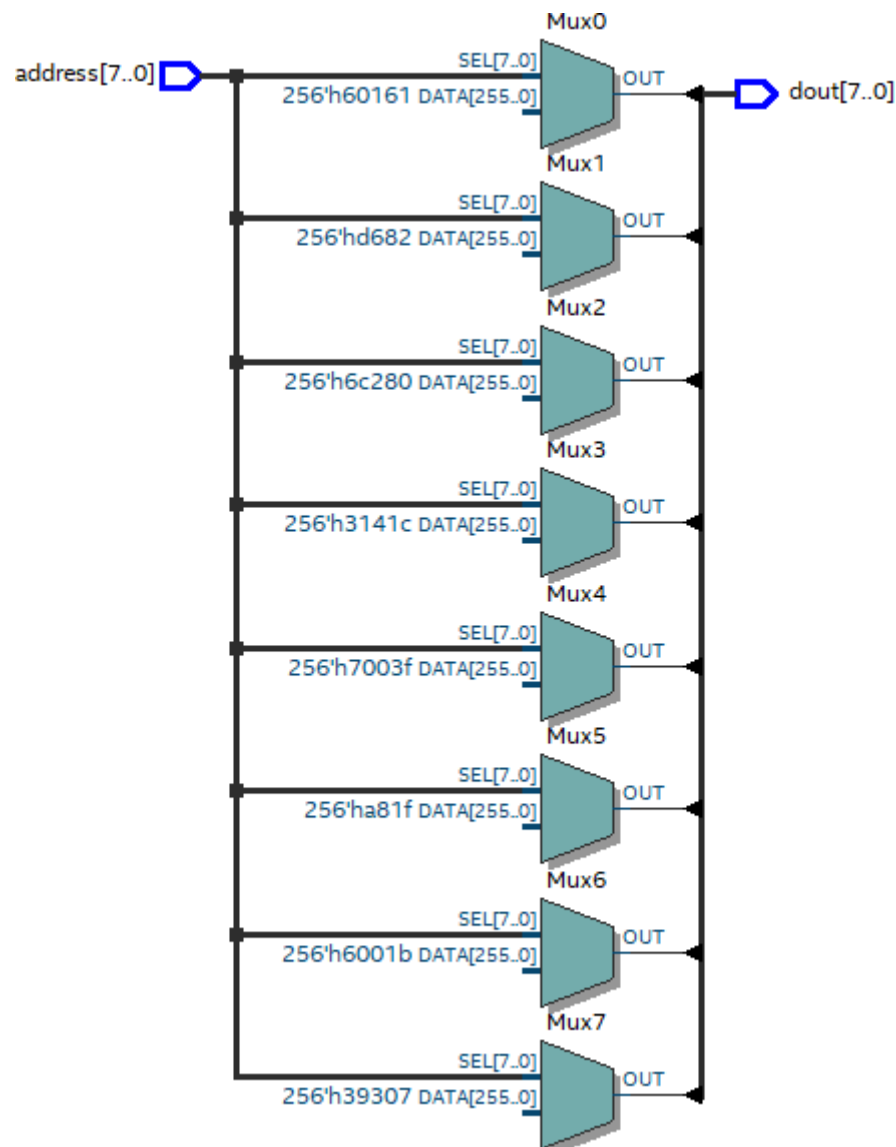 Mux0
address[7..0]
SEL[7..0]
256'h60161 DATA[255..0]
OUT
dout[7..0]
Mux1
SEL[7..0]
256'hd682 DATA[255..0]
OUT
Mux2
SEL[7..0]
256'h6c280 DATA[255..0]
OUT
Mux3
SEL[7..0]
256'h3141c DATA[255..0]
OUT
Mux4
SEL[7..0]
256'h7003f DATA[255..0]
OUT
Mux5
SEL[7..0]
256'ha81f DATA[255..0]
OUT
Mux6
SEL[7..0]
256'h6001b DATA[255..0]
OUT
Mux7
SEL[7..0]
256'h39307 DATA[255..0]
OUT